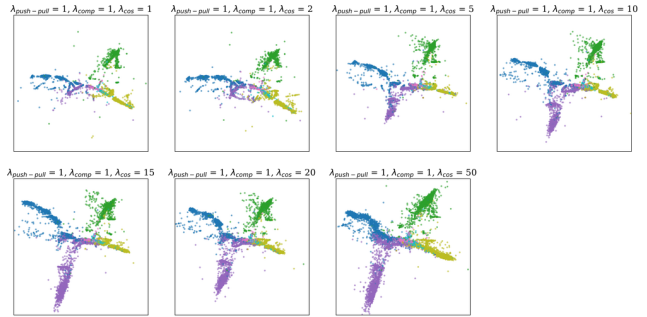 λpush−pull = 1, λcomp = 1, λcos = 1
λpush−pull = 1, λcomp = 1, λcos = 2
λpush−pull = 1, λcomp = 1, λcos = 5
λpush−pull = 1, λcomp = 1, λcos = 10
λpush−pull = 1, λcomp = 1, λcos = 15
λpush−pull = 1, λcomp = 1, λcos = 20
λpush−pull = 1, λcomp = 1, λcos = 50